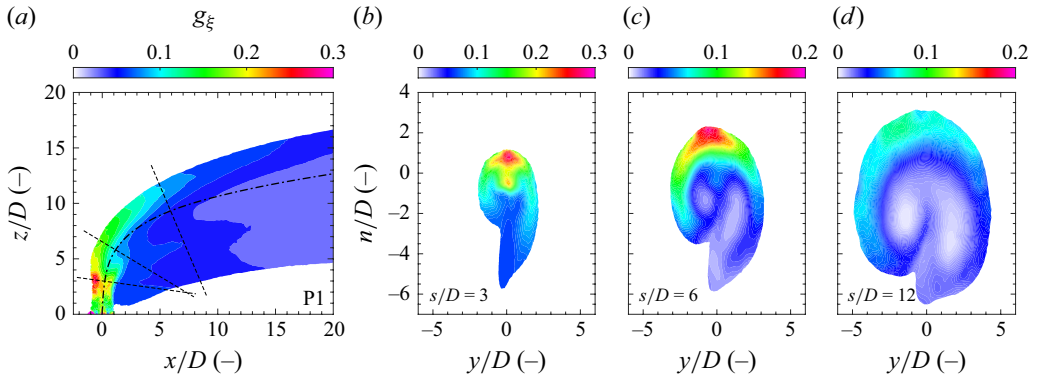 (a) g_ξ (b) (c) (d)
0 0.1 0.2 0.3 0 0.1 0.2 0.3 0 0.1 0.2 0 0.1 0.2
20 15 10 5 0
z/D (–)
P1
0 5 10 15 20
x/D (–)
4 2 0 −2 −4 −6
n/D (–)
s/D = 3
−5 0 5
y/D (–)
s/D = 6
−5 0 5
y/D (–)
s/D = 12
−5 0 5
y/D (–)